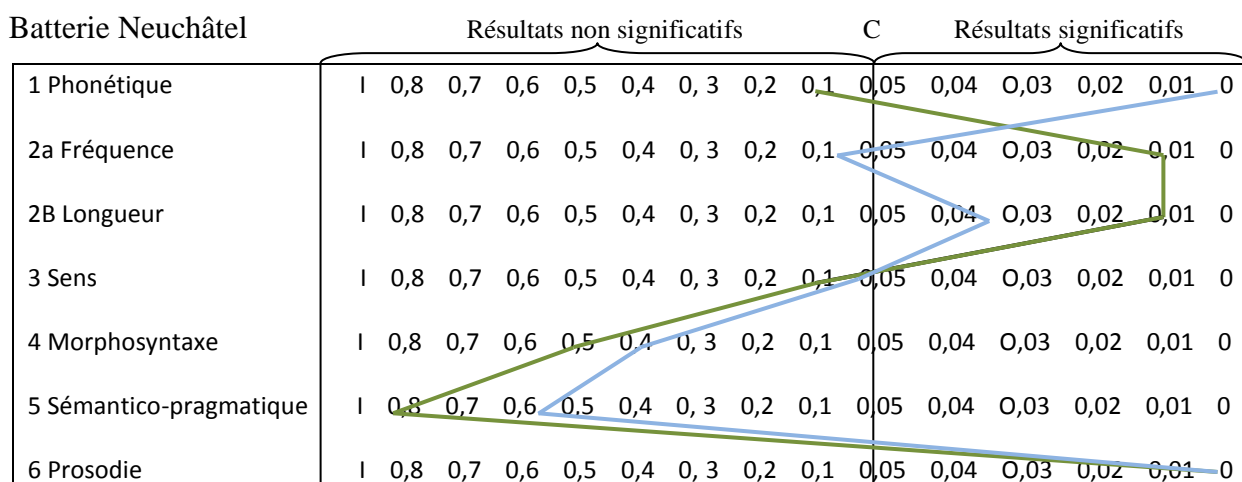 Batterie Neuchâtel Résultats non significatifs C Résultats significatifs
1 Phonétique I 0,8 0,7 0,6 0,5 0,4 0, 3 0,2 0,1 0,05 0,04 O,03 0,02 0,01 0
2a Fréquence I 0,8 0,7 0,6 0,5 0,4 0, 3 0,2 0,1 0,05 0,04 O,03 0,02 0,01 0
2B Longueur I 0,8 0,7 0,6 0,5 0,4 0, 3 0,2 0,1 0,05 0,04 O,03 0,02 0,01 0
3 Sens I 0,8 0,7 0,6 0,5 0,4 0, 3 0,2 0,1 0,05 0,04 O,03 0,02 0,01 0
4 Morphosyntaxe I 0,8 0,7 0,6 0,5 0,4 0, 3 0,2 0,1 0,05 0,04 O,03 0,02 0,01 0
5 Sémantico-pragmatique I 0,8 0,7 0,6 0,5 0,4 0, 3 0,2 0,1 0,05 0,04 O,03 0,02 0,01 0
6 Prosodie I 0,8 0,7 0,6 0,5 0,4 0, 3 0,2 0,1 0,05 0,04 O,03 0,02 0,01 0